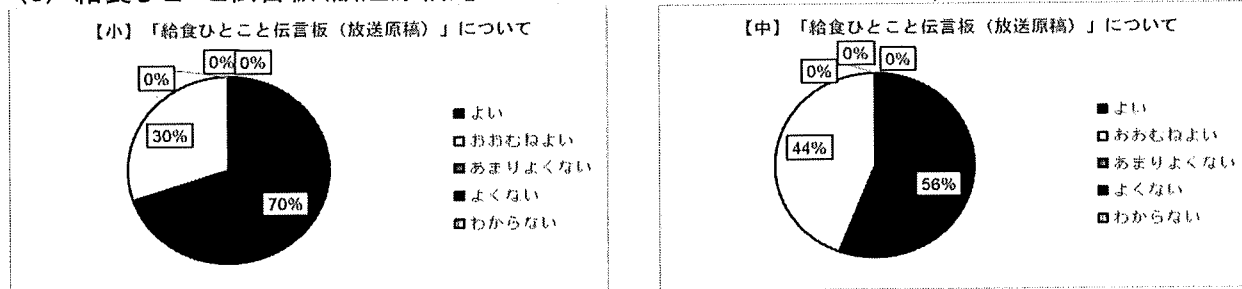 【小】「給食ひとこと伝言板（放送原稿）」について
0%
0%
0%
30%
70%
■よい
□おおむねよい
■あまりよくない
■よくない
□わからない
【中】「給食ひとこと伝言板（放送原稿）」について
0%
0%
0%
44%
56%
■よい
□おおむねよい
■あまりよくない
■よくない
□わからない